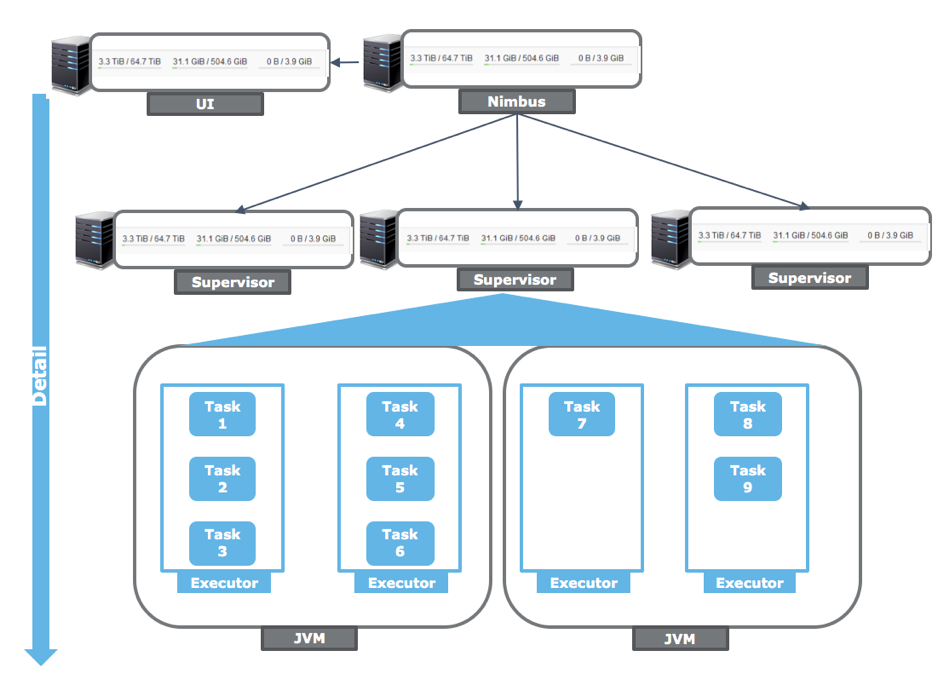 3.3 TiB / 64.7 TiB 31.1 GiB / 504.6 GiB 0 B / 3.9 GiB
UI
3.3 TiB / 64.7 TiB 31.1 GiB / 504.6 GiB 0 B / 3.9 GiB
Nimbus
3.3 TiB / 64.7 TiB 31.1 GiB / 504.6 GiB 0 B / 3.9 GiB
Supervisor
3.3 TiB / 64.7 TiB 31.1 GiB / 504.6 GiB 0 B / 3.9 GiB
Supervisor
3.3 TiB / 64.7 TiB 31.1 GiB / 504.6 GiB 0 B / 3.9 GiB
Supervisor
Detail
Task
1
Task
2
Task
3
Executor
Task
4
Task
5
Task
6
Executor
JVM
Task
7
Executor
Task
8
Task
9
Executor
JVM